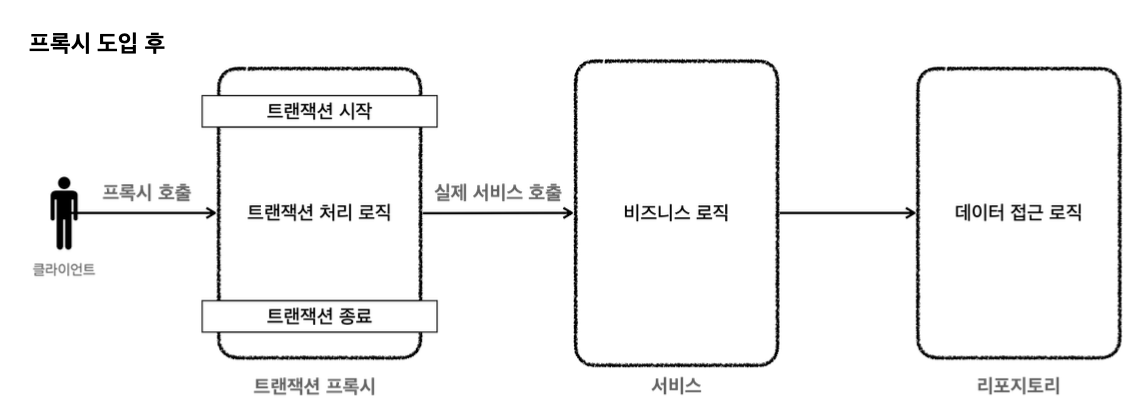 프록시 도입 후
트랜잭션 시작
프록시 호출
실제 서비스 호출
트랜잭션 처리 로직
비즈니스 로직
데이터 접근 로직
클라이언트
트랜잭션 종료
트랜잭션 프록시
서비스
리포지토리